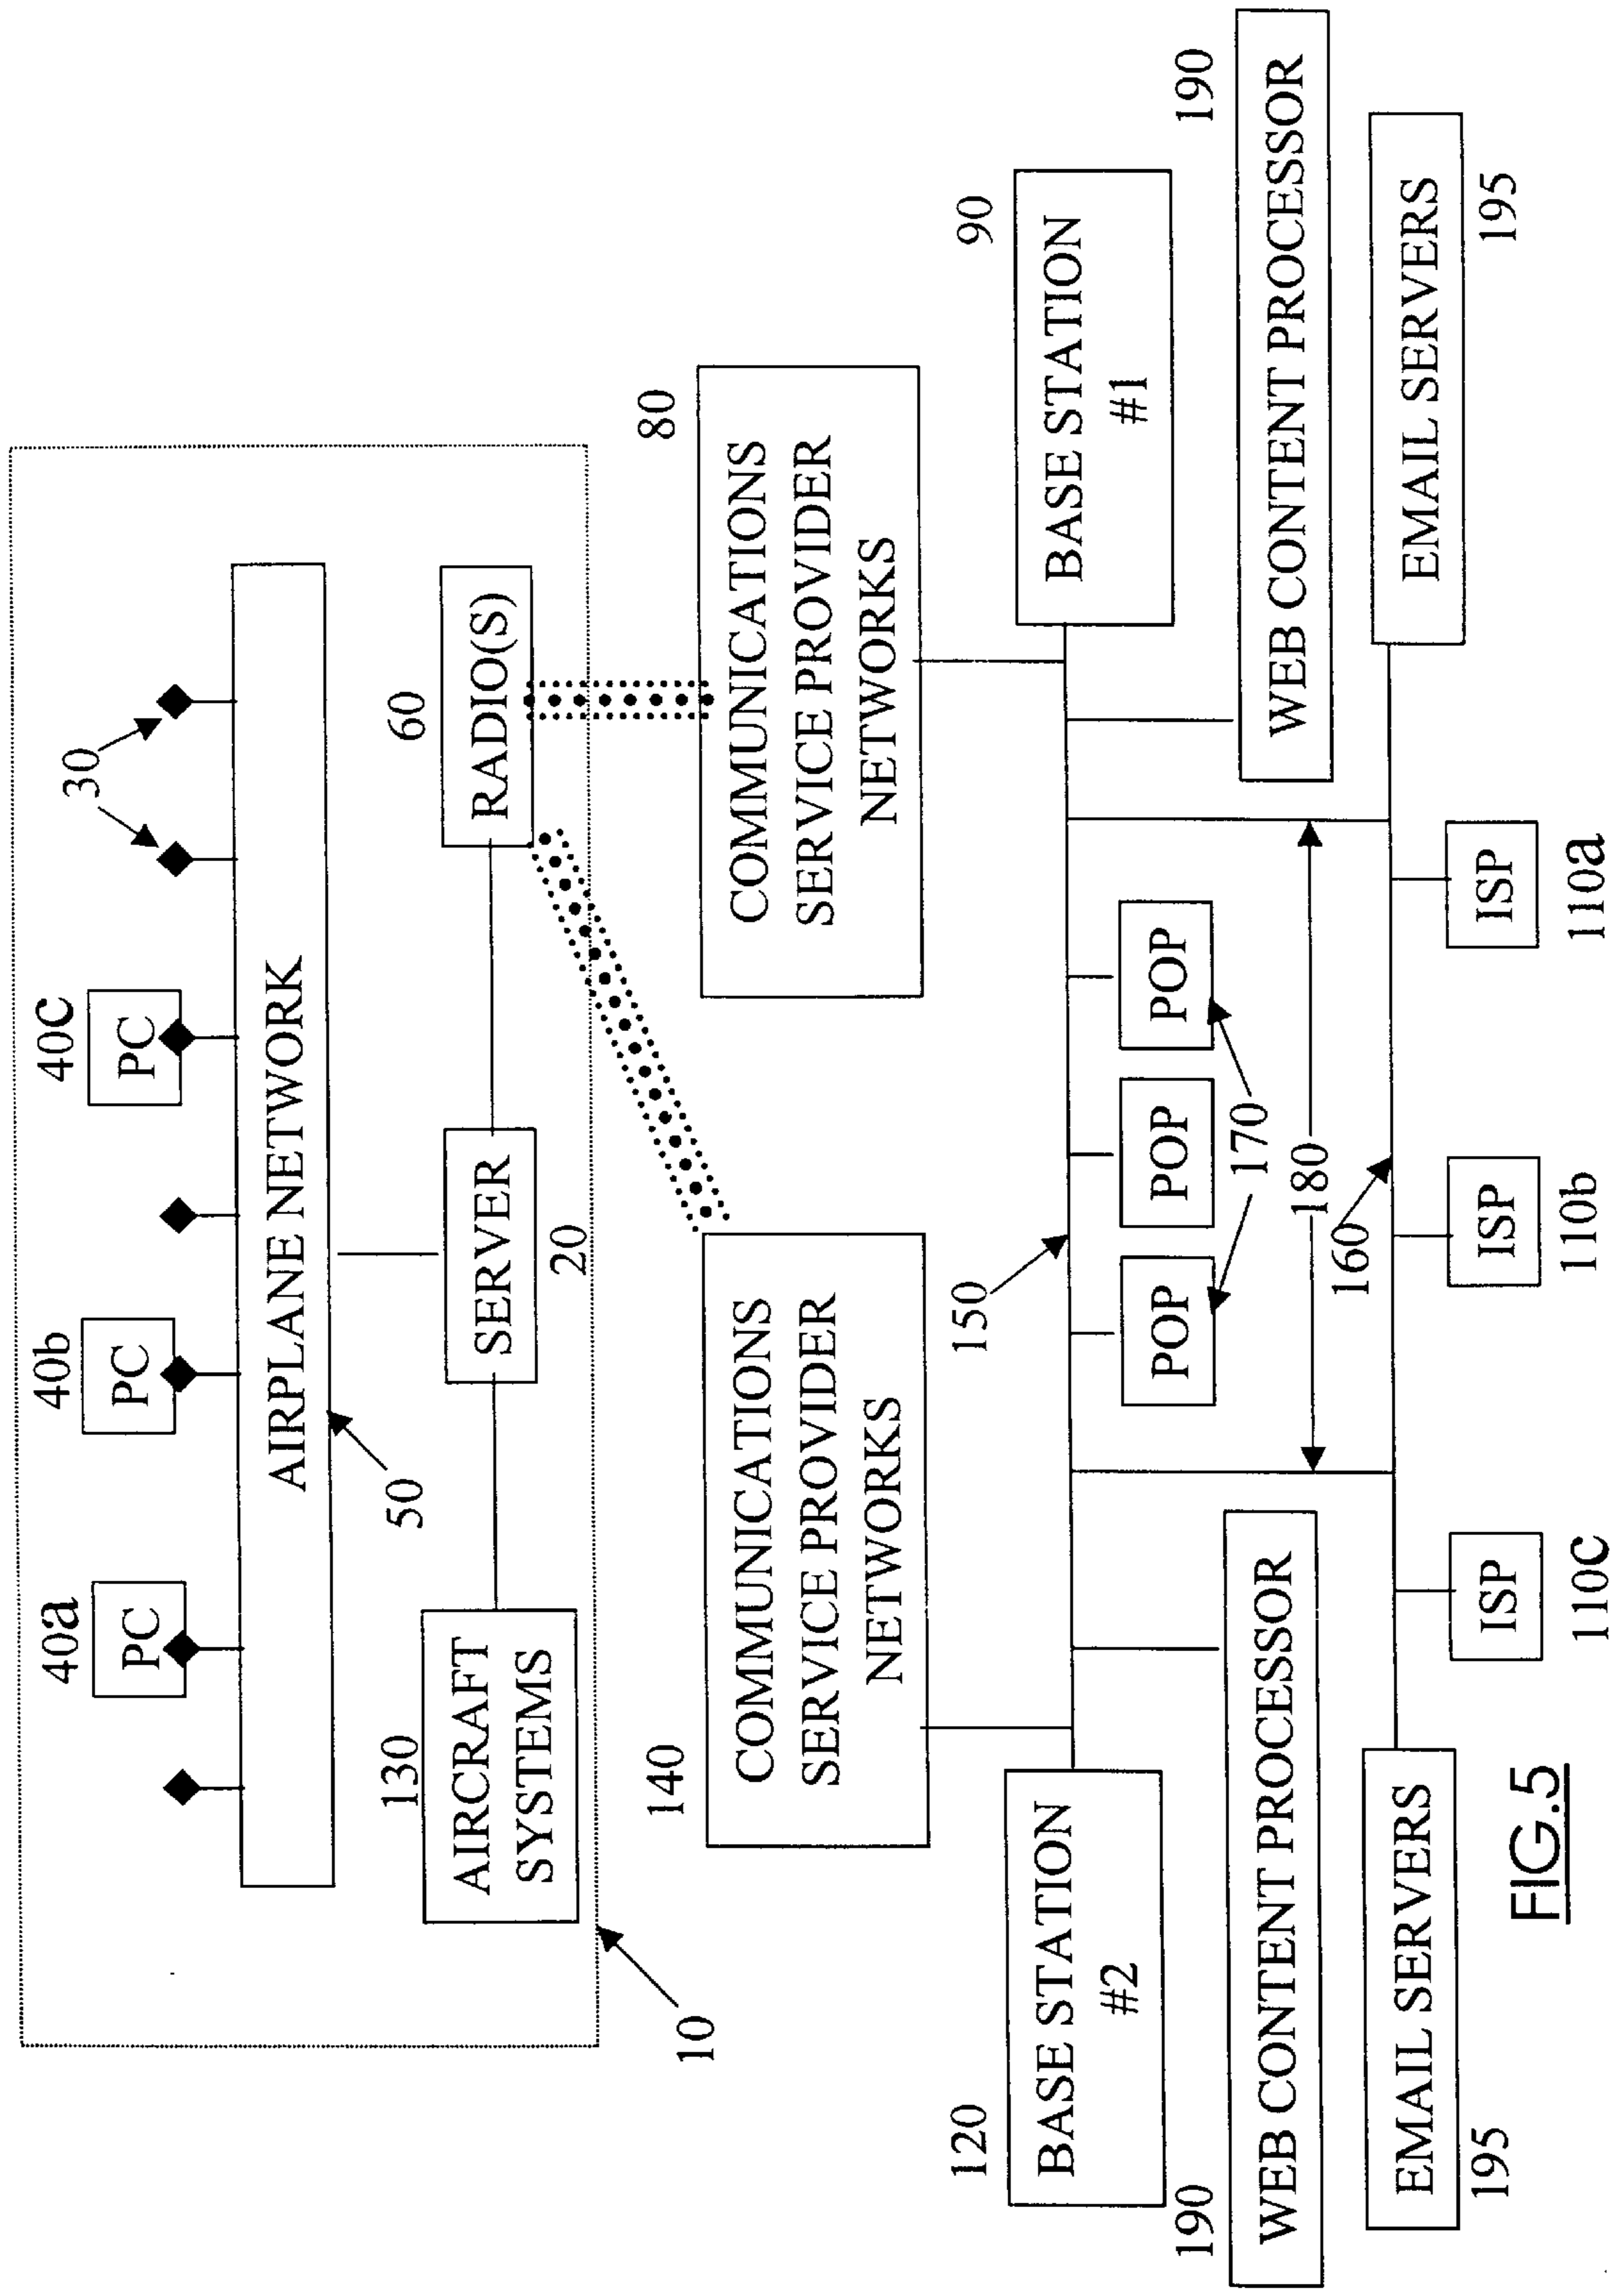 30
40a
40b
40c
PC
PC
PC
AIRPLANE NETWORK
50
130
60
AIRCRAFT
SYSTEMS
SERVER
RADIO(S)
20
10
140
80
COMMUNICATIONS
SERVICE PROVIDER
NETWORKS
COMMUNICATIONS
SERVICE PROVIDER
NETWORKS
120
150
90
BASE STATION
#2
BASE STATION
#1
POP
POP
POP
170
190
190
180
WEB CONTENT PROCESSOR
WEB CONTENT PROCESSOR
160
EMAIL SERVERS
EMAIL SERVERS
195
195
ISP
ISP
ISP
110c
110b
110a
FIG.5